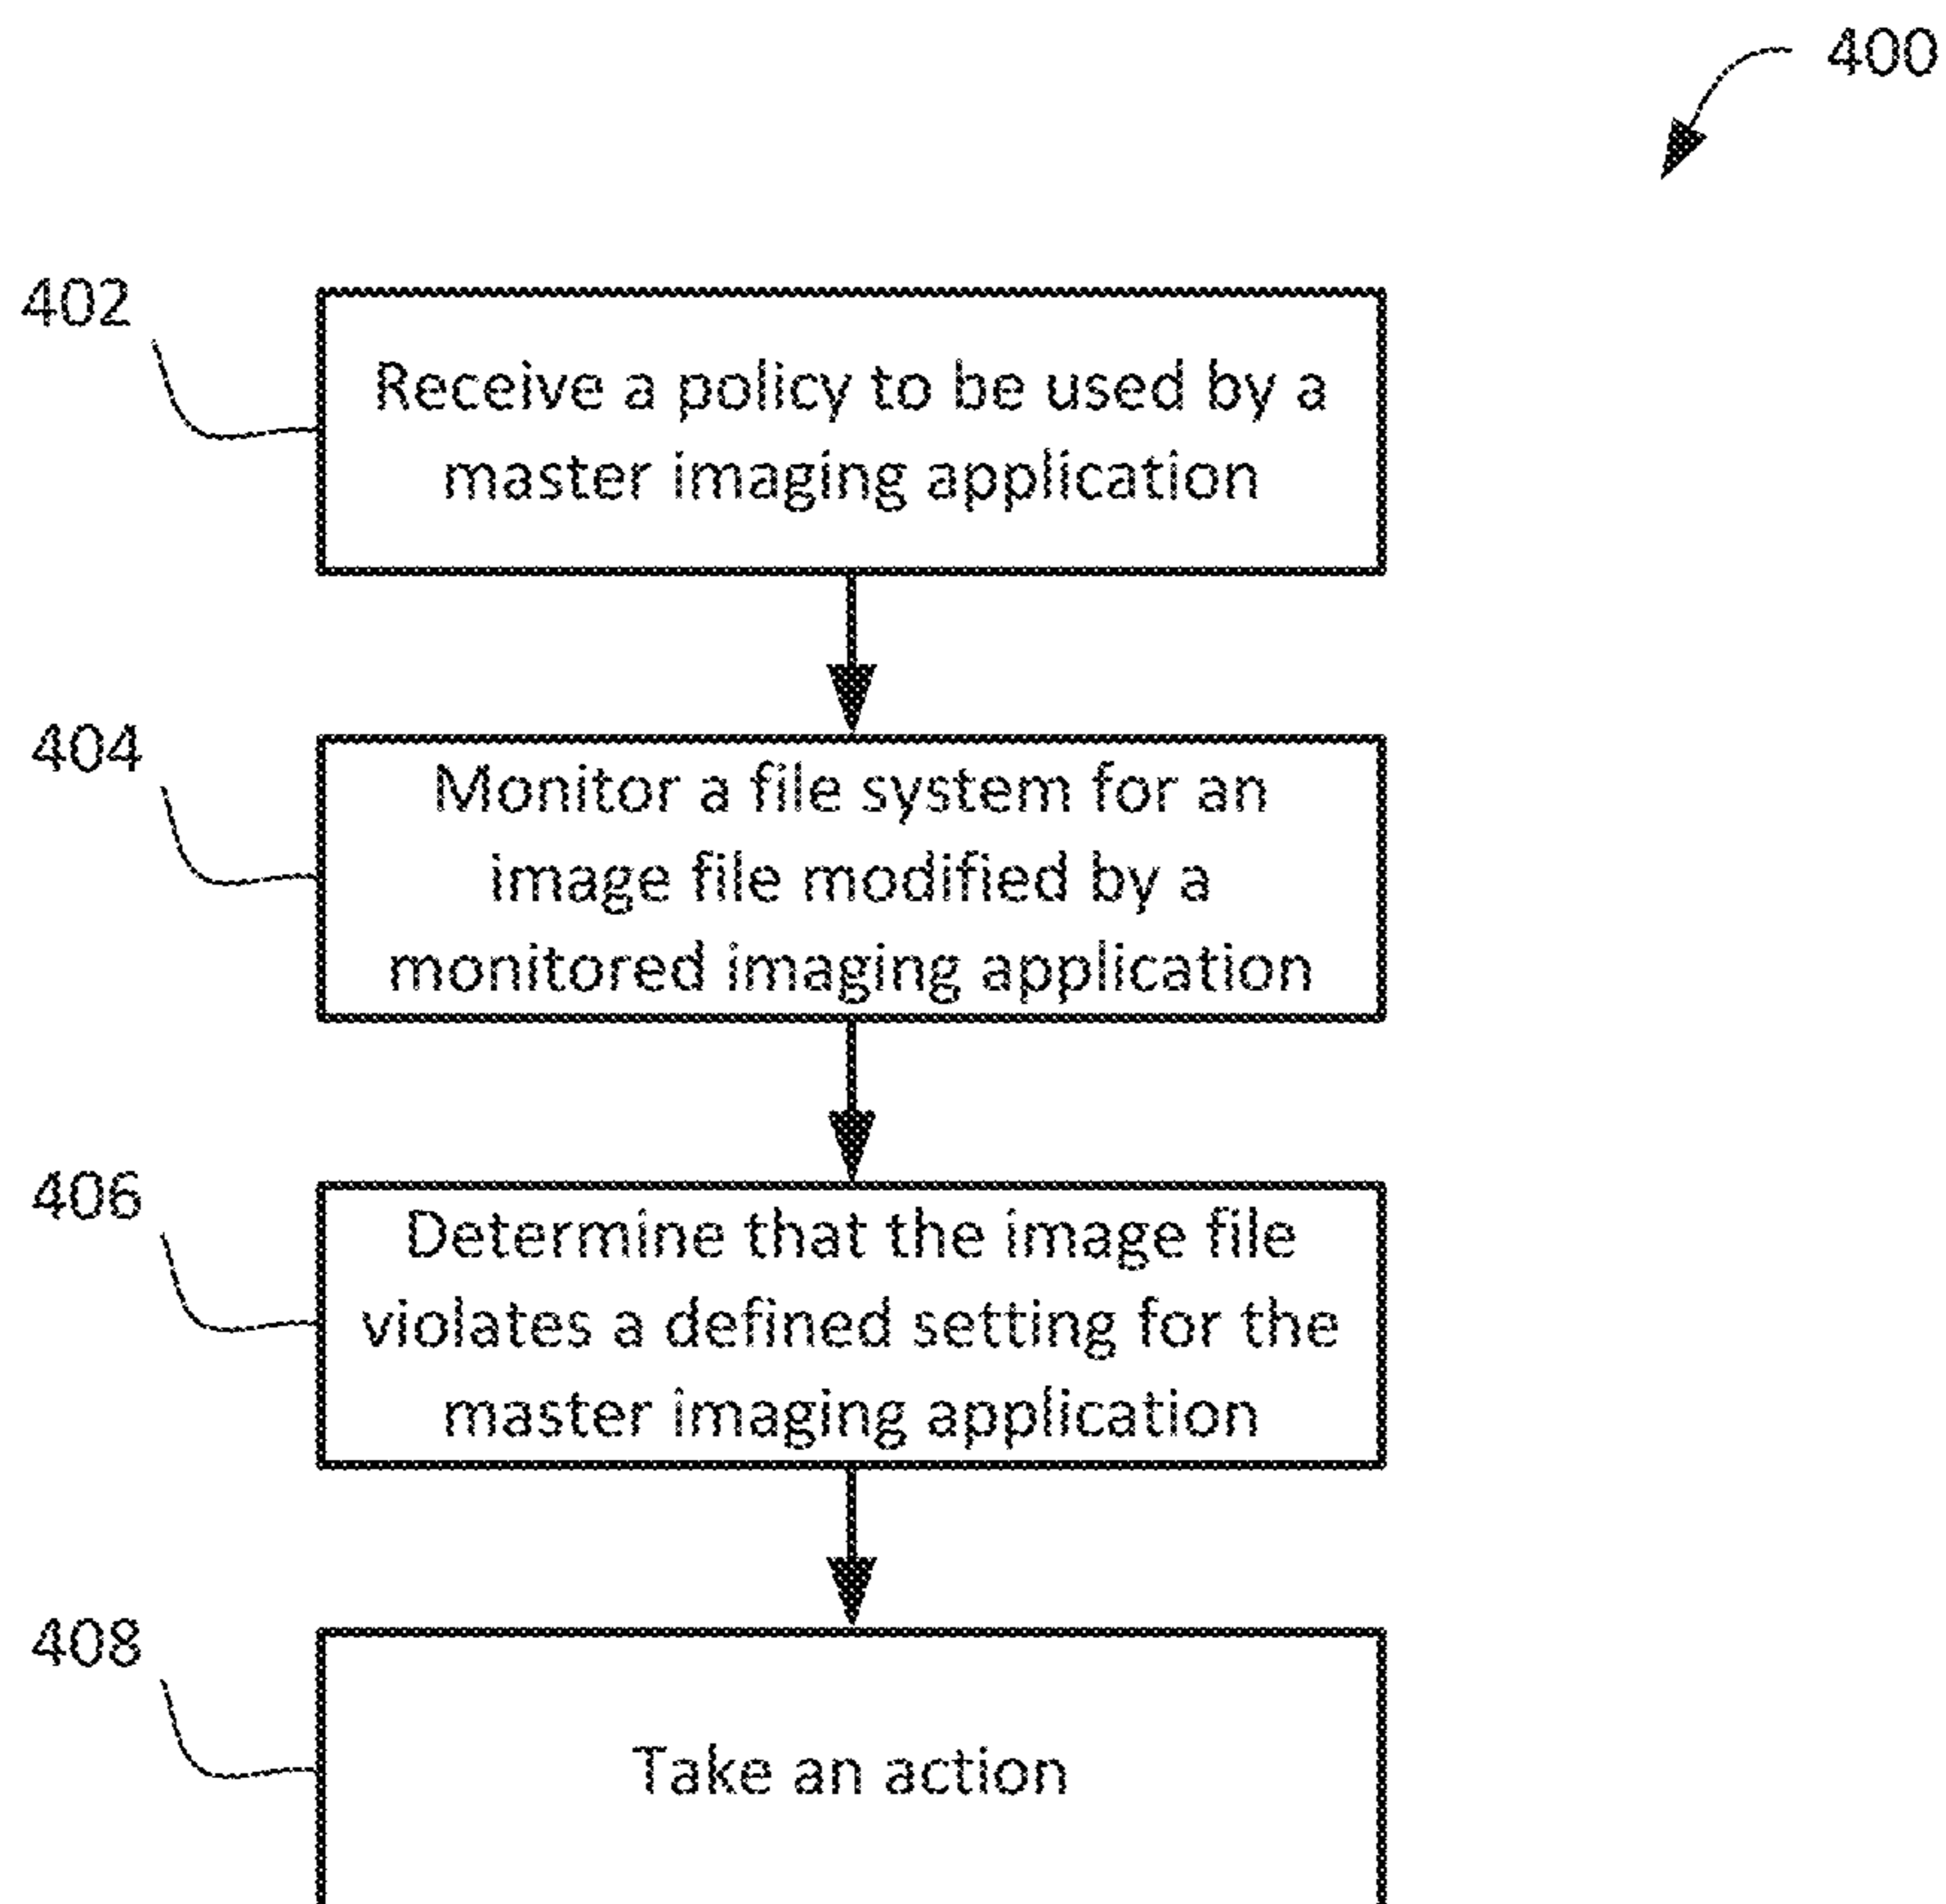 400
402
Receive a policy to be used by a
master imaging application
404
Monitor a file system for an
image file modified by a
monitored imaging application
406
Determine that the image file
violates a defined setting for the
master imaging application
408
Take an action